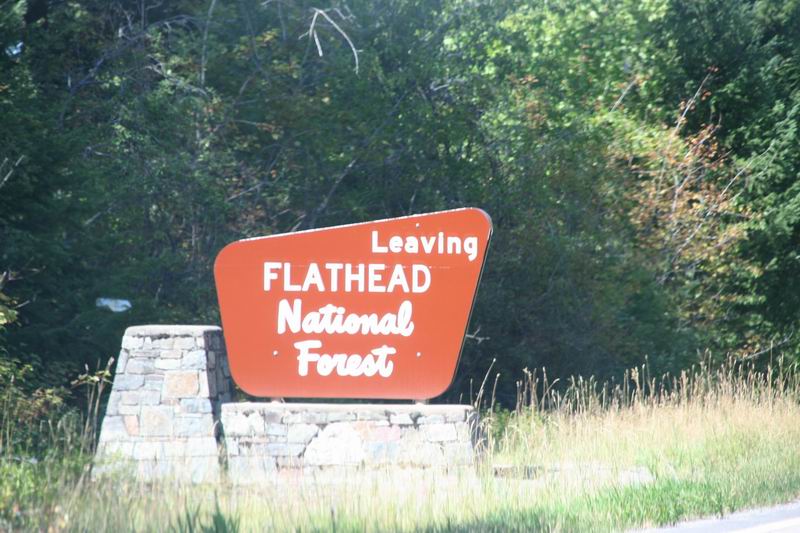 Leaving
FLATHEAD
National
Forest